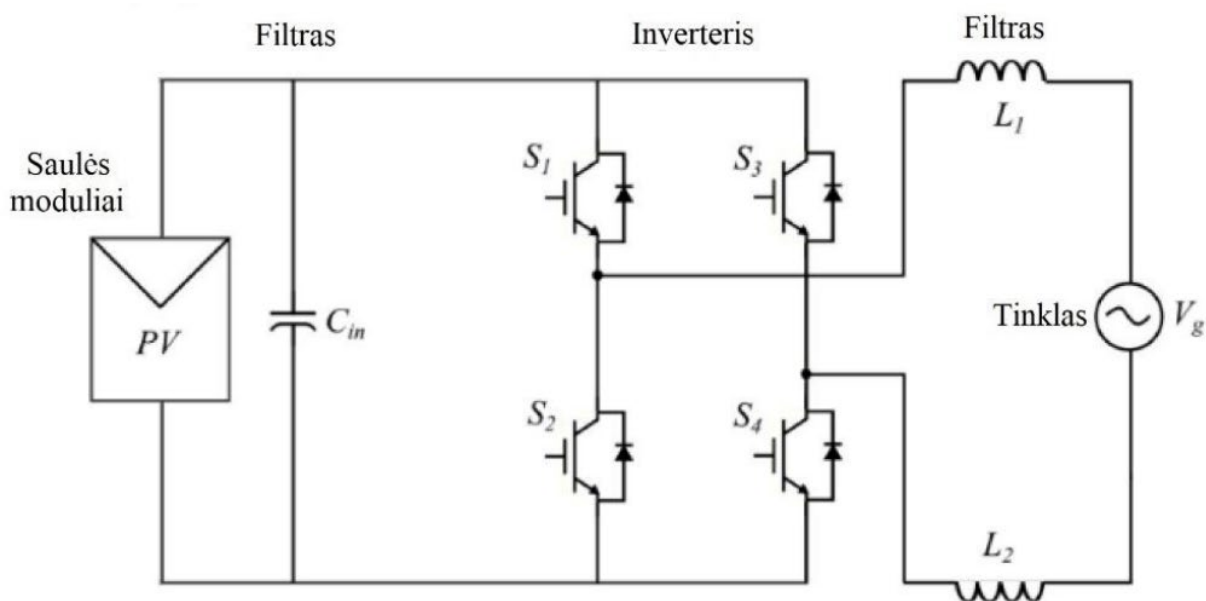 Filtras
Inverteris
Filtras
L1
Saulės
moduliai
S1
S3
PV
Cin
Tinklas
Vg
S2
S4
L2